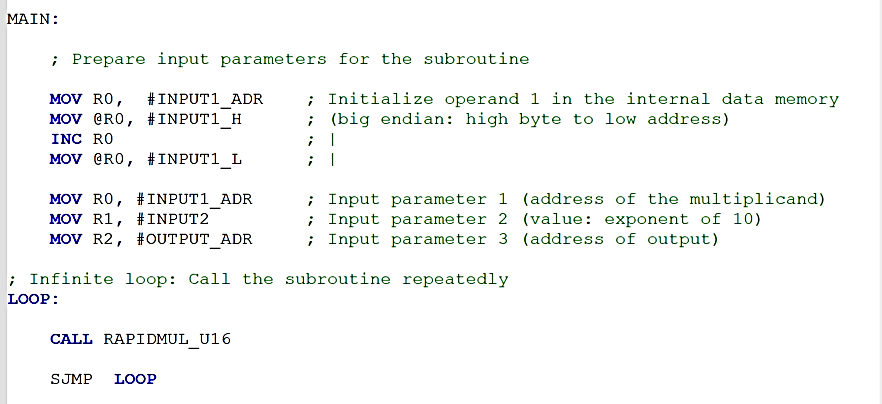 MAIN:
; Prepare input parameters for the subroutine
MOV R0,  #INPUT1_ADR    ; Initialize operand 1 in the internal data memory
MOV @R0, #INPUT1_H      ; (big endian: high byte to low address)
INC R0                  ; |
MOV @R0, #INPUT1_L      ; |
MOV R0, #INPUT1_ADR     ; Input parameter 1 (address of the multiplicand)
MOV R1, #INPUT2         ; Input parameter 2 (value: exponent of 10)
MOV R2, #OUTPUT_ADR     ; Input parameter 3 (address of output)
; Infinite loop: Call the subroutine repeatedly
LOOP:
CALL RAPIDMUL_U16
SJMP  LOOP